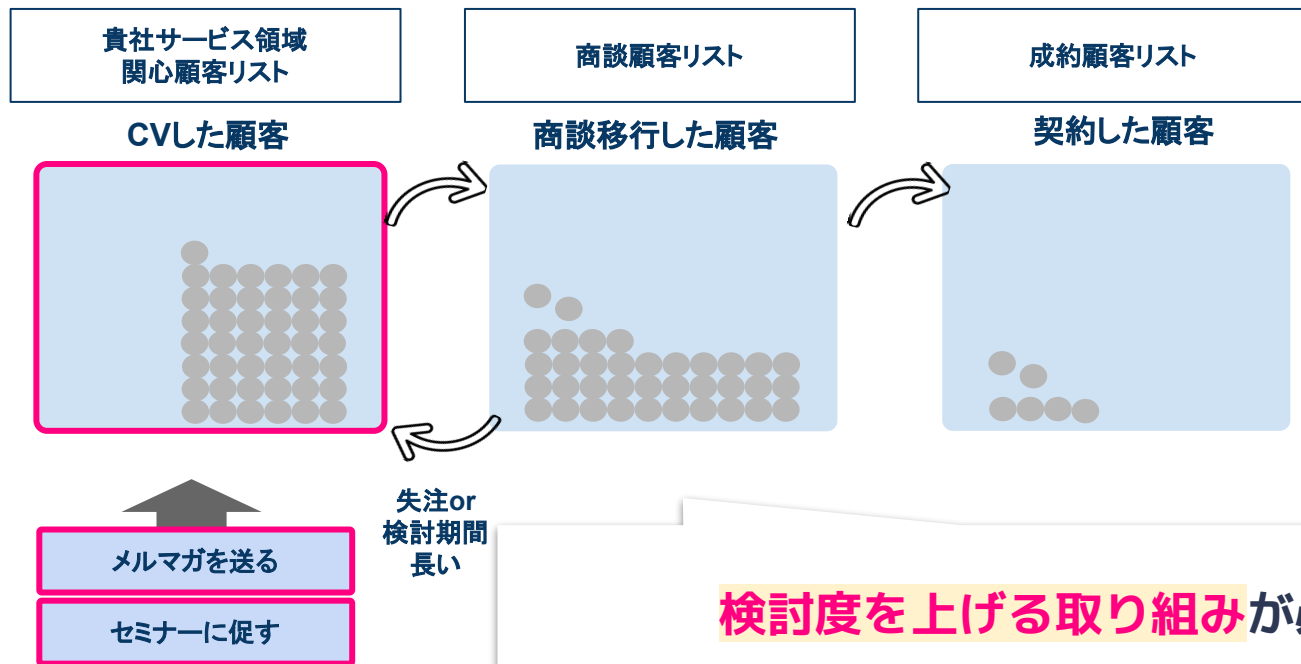 貴社サービス領域
関心顧客リスト
商談顧客リスト
成約顧客リスト
CVした顧客
商談移行した顧客
契約した顧客
失注or
検討期間
長い
メルマガを送る
セミナーに促す
検討度を上げる取り組みが